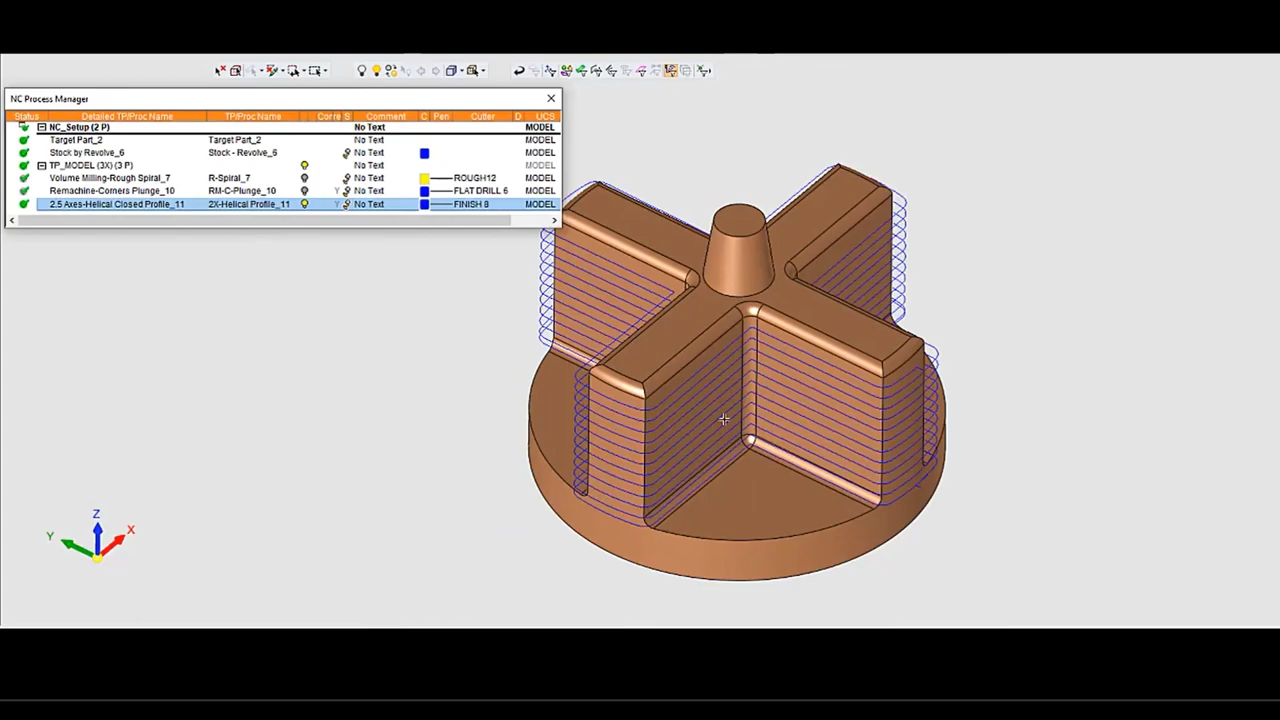 NC Process Manager
Status Detailed TP/Proc Name TP/Proc Name Corre S Comment C Pen Cutter D UCS
NC_Setup (2 P) No Text MODEL
Target Part_2 Target Part_2 No Text MODEL
Stock by Revolve_6 Stock - Revolve_6 No Text MODEL
TP_MODEL (3X) (3 P) No Text MODEL
Volume Milling-Rough Spiral_7 R-Spiral_7 No Text ROUGH12 MODEL
Remachine-Corners Plunge_10 RM-C-Plunge_10 Y No Text FLAT DRILL 6 MODEL
2.5 Axes-Helical Closed Profile_11 2X-Helical Profile_11 Y No Text FINISH 8 MODEL
Z
Y X